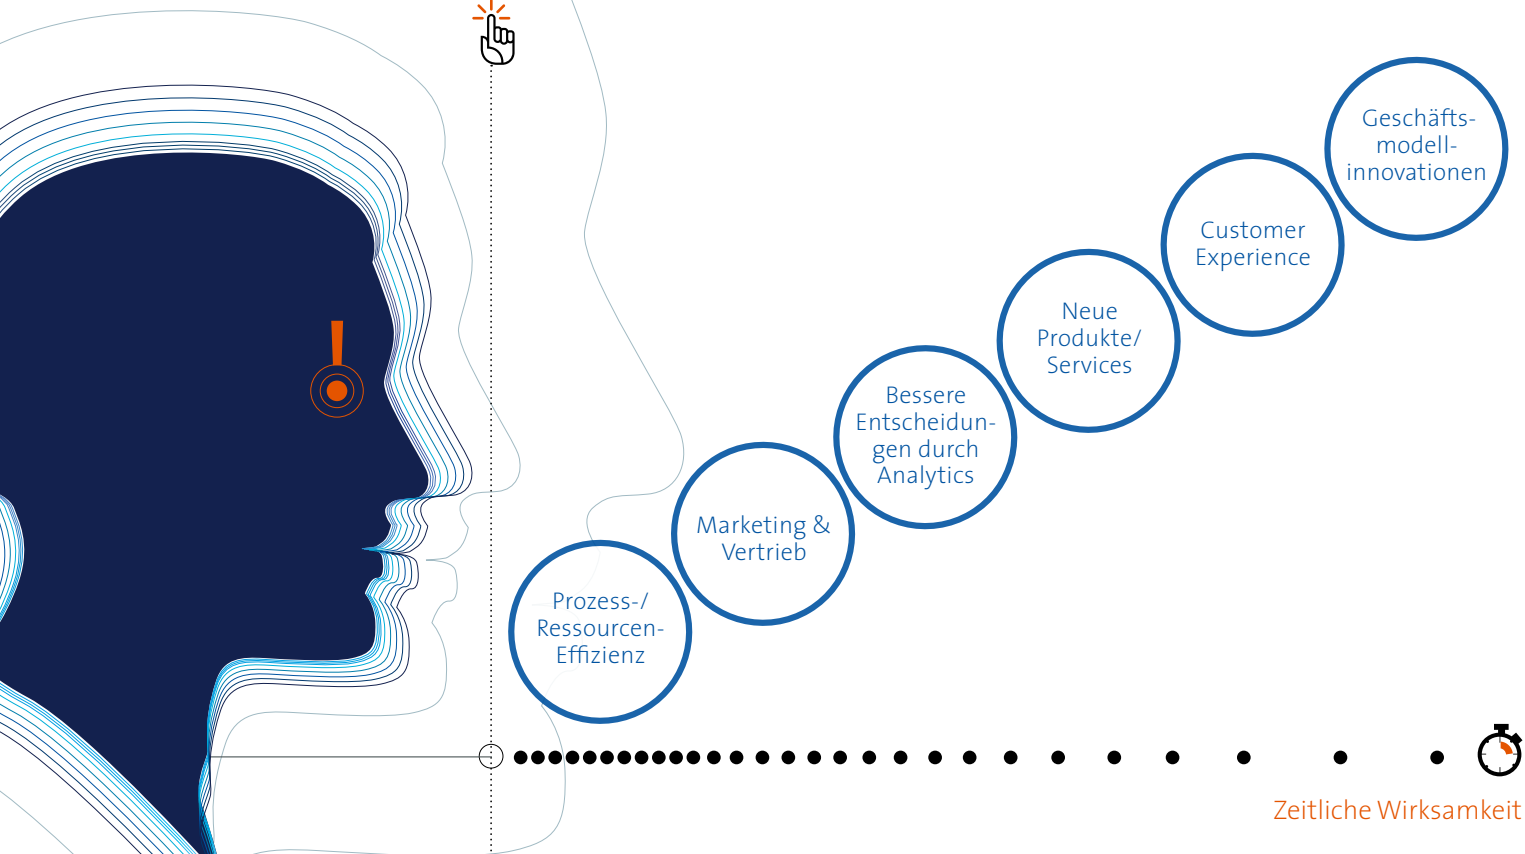 Geschäfts-
modell-
innovationen
Customer
Experience
Neue
Produkte/
Services
Bessere
Entscheidun-
gen durch
Analytics
Marketing &
Vertrieb
Prozess-/
Ressourcen-
Effizienz
Zeitliche Wirksamkeit